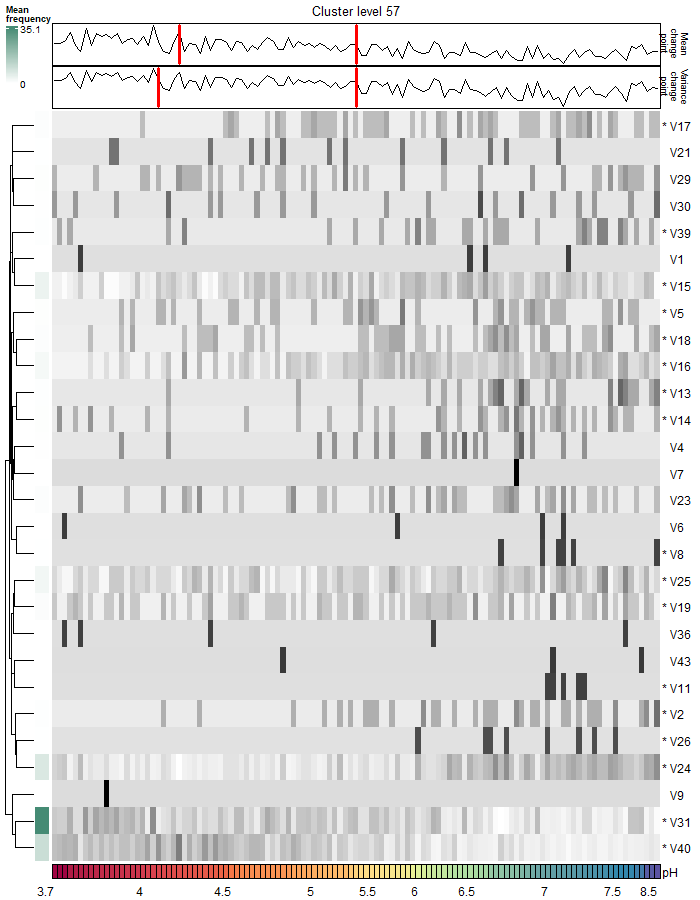 Cluster level 57
Mean
frequency
35.1
0
Mean
change
point
Variance
change
point
* V17
V21
V29
V30
* V39
V1
* V15
* V5
* V18
* V16
* V13
* V14
V4
V7
V23
V6
* V8
* V25
* V19
V36
V43
* V11
* V2
* V26
* V24
V9
* V31
* V40
pH
3.7 4 4.5 5 5.5 6 6.5 7 7.5 8.5